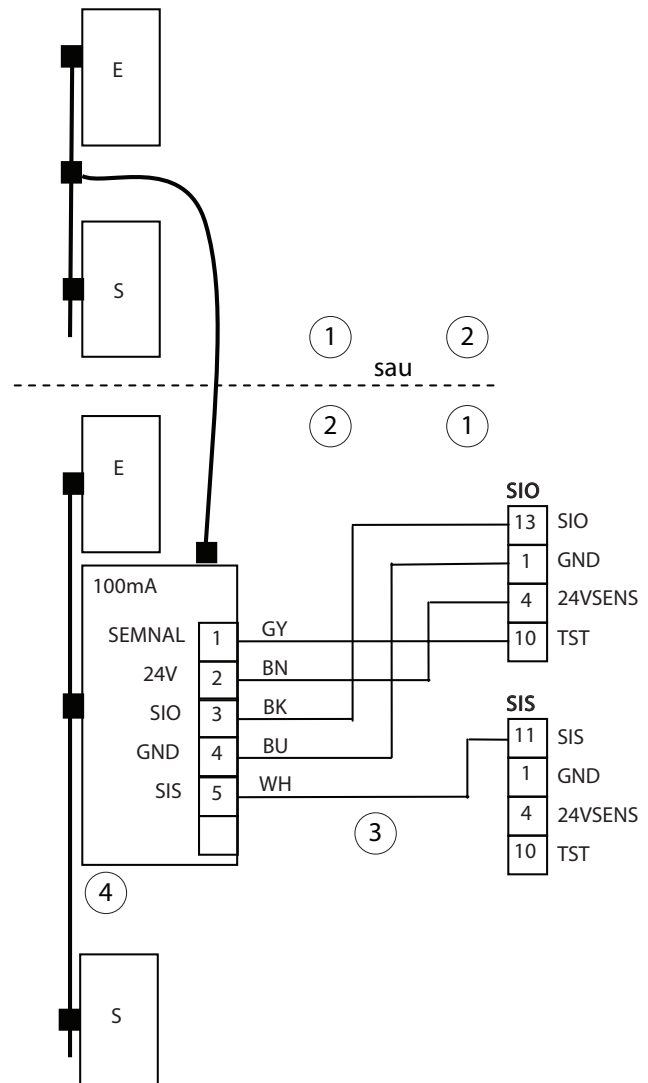 E
S
1 2
sau
2 1
E
SIO
13 SIO
1 GND
4 24VSENS
10 TST
100mA
SEMNAL 1 GY
24V 2 BN
SIO 3 BK
GND 4 BU
SIS 5 WH
SIS
11 SIS
1 GND
4 24VSENS
10 TST
3
4
S